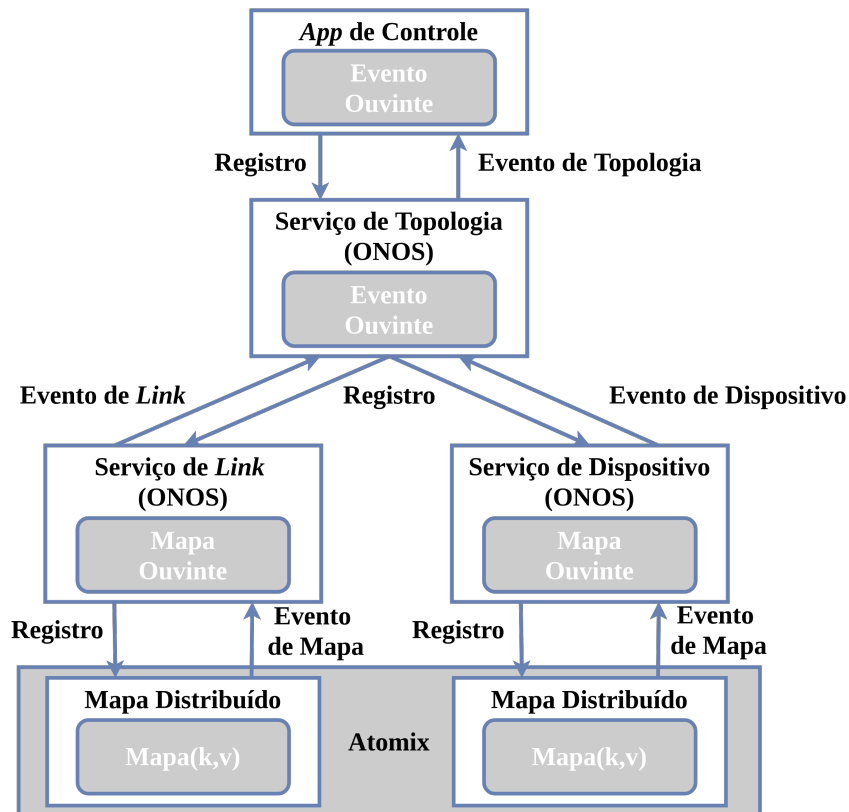 App de Controle
Evento
Ouvinte
Registro
Evento de Topologia
Serviço de Topologia
(ONOS)
Evento
Ouvinte
Evento de Link
Registro
Evento de Dispositivo
Serviço de Link
(ONOS)
Mapa
Ouvinte
Serviço de Dispositivo
(ONOS)
Mapa
Ouvinte
Registro
Evento
de Mapa
Registro
Evento
de Mapa
Mapa Distribuído
Mapa(k,v)
Atomix
Mapa Distribuído
Mapa(k,v)